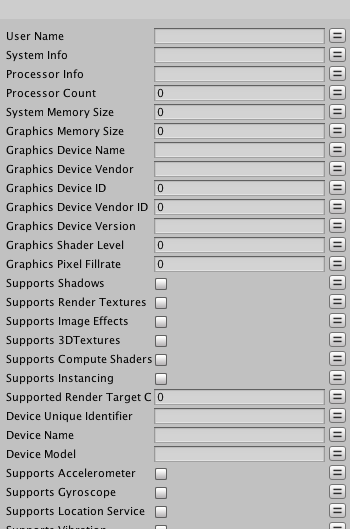 User Name
System Info
Processor Info
Processor Count 0
System Memory Size 0
Graphics Memory Size 0
Graphics Device Name
Graphics Device Vendor
Graphics Device ID 0
Graphics Device Vendor ID 0
Graphics Device Version
Graphics Shader Level 0
Graphics Pixel Fillrate 0
Supports Shadows
Supports Render Textures
Supports Image Effects
Supports 3DTextures
Supports Compute Shaders
Supports Instancing
Supported Render Target C 0
Device Unique Identifier
Device Name
Device Model
Supports Accelerometer
Supports Gyroscope
Supports Location Service
Supports Vibration